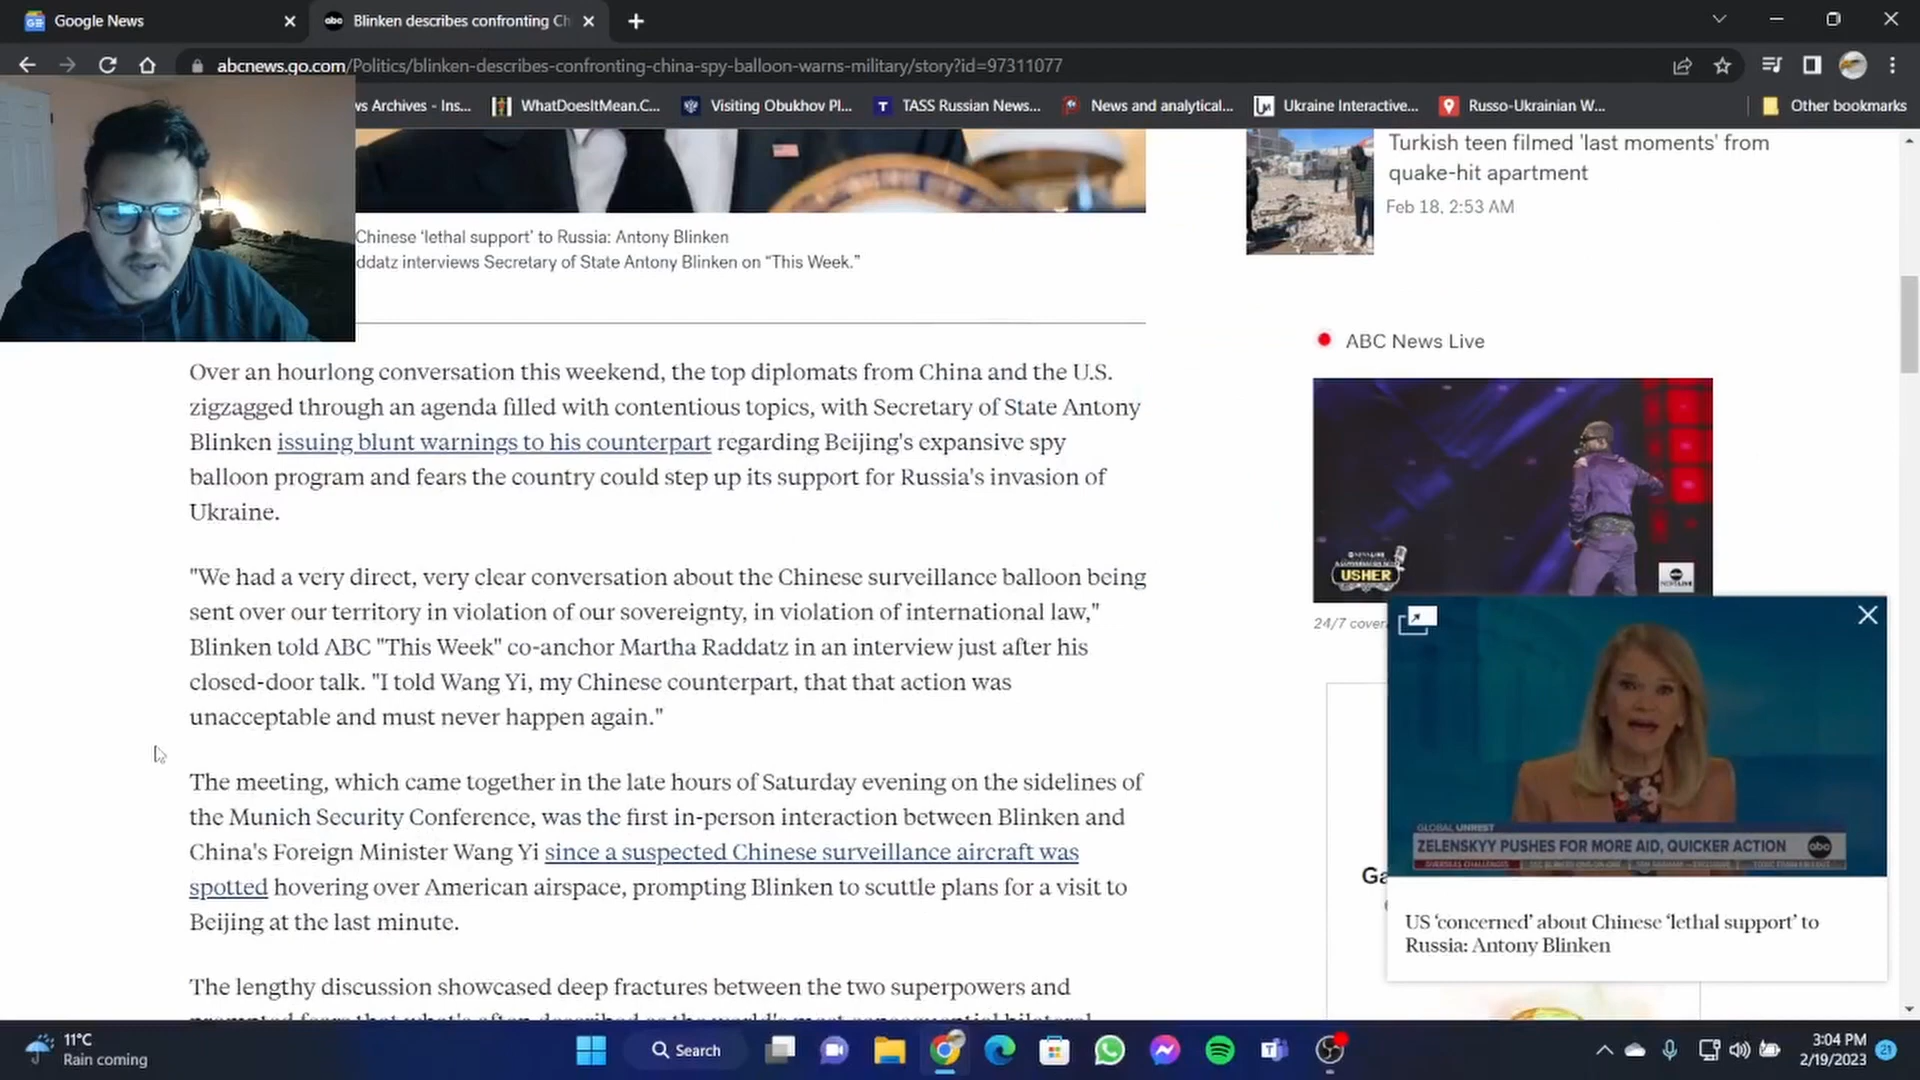 Google News
Blinken describes confronting Ch
abcnews.go.com/Politics/blinken-describes-confronting-china-spy-balloon-warns-military/story?id=97311077
ws Archives - Ins...
WhatDoesItMean.C...
Visiting Obukhov Pl...
TASS Russian News...
News and analytical...
Ukraine Interactive...
Russo-Ukrainian W...
Other bookmarks
Chinese ‘lethal support’ to Russia: Antony Blinken
ddatz interviews Secretary of State Antony Blinken on “This Week.”
Over an hourlong conversation this weekend, the top diplomats from China and the U.S.
zigzagged through an agenda filled with contentious topics, with Secretary of State Antony
Blinken issuing blunt warnings to his counterpart regarding Beijing's expansive spy
balloon program and fears the country could step up its support for Russia's invasion of
Ukraine.
"We had a very direct, very clear conversation about the Chinese surveillance balloon being
sent over our territory in violation of our sovereignty, in violation of international law,"
Blinken told ABC "This Week" co-anchor Martha Raddatz in an interview just after his
closed-door talk. "I told Wang Yi, my Chinese counterpart, that that action was
unacceptable and must never happen again."
The meeting, which came together in the late hours of Saturday evening on the sidelines of
the Munich Security Conference, was the first in-person interaction between Blinken and
China's Foreign Minister Wang Yi since a suspected Chinese surveillance aircraft was
spotted hovering over American airspace, prompting Blinken to scuttle plans for a visit to
Beijing at the last minute.
The lengthy discussion showcased deep fractures between the two superpowers and
Turkish teen filmed 'last moments' from
quake-hit apartment
Feb 18, 2:53 AM
ABC News Live
USHER
24/7 cover
GLOBAL UNREST
ZELENSKYY PUSHES FOR MORE AID, QUICKER ACTION
abc
OVERSEAS CHALLENGES
Ga
US ‘concerned’ about Chinese ‘lethal support’ to
Russia: Antony Blinken
11°C
Rain coming
Search
3:04 PM
2/19/2023
21